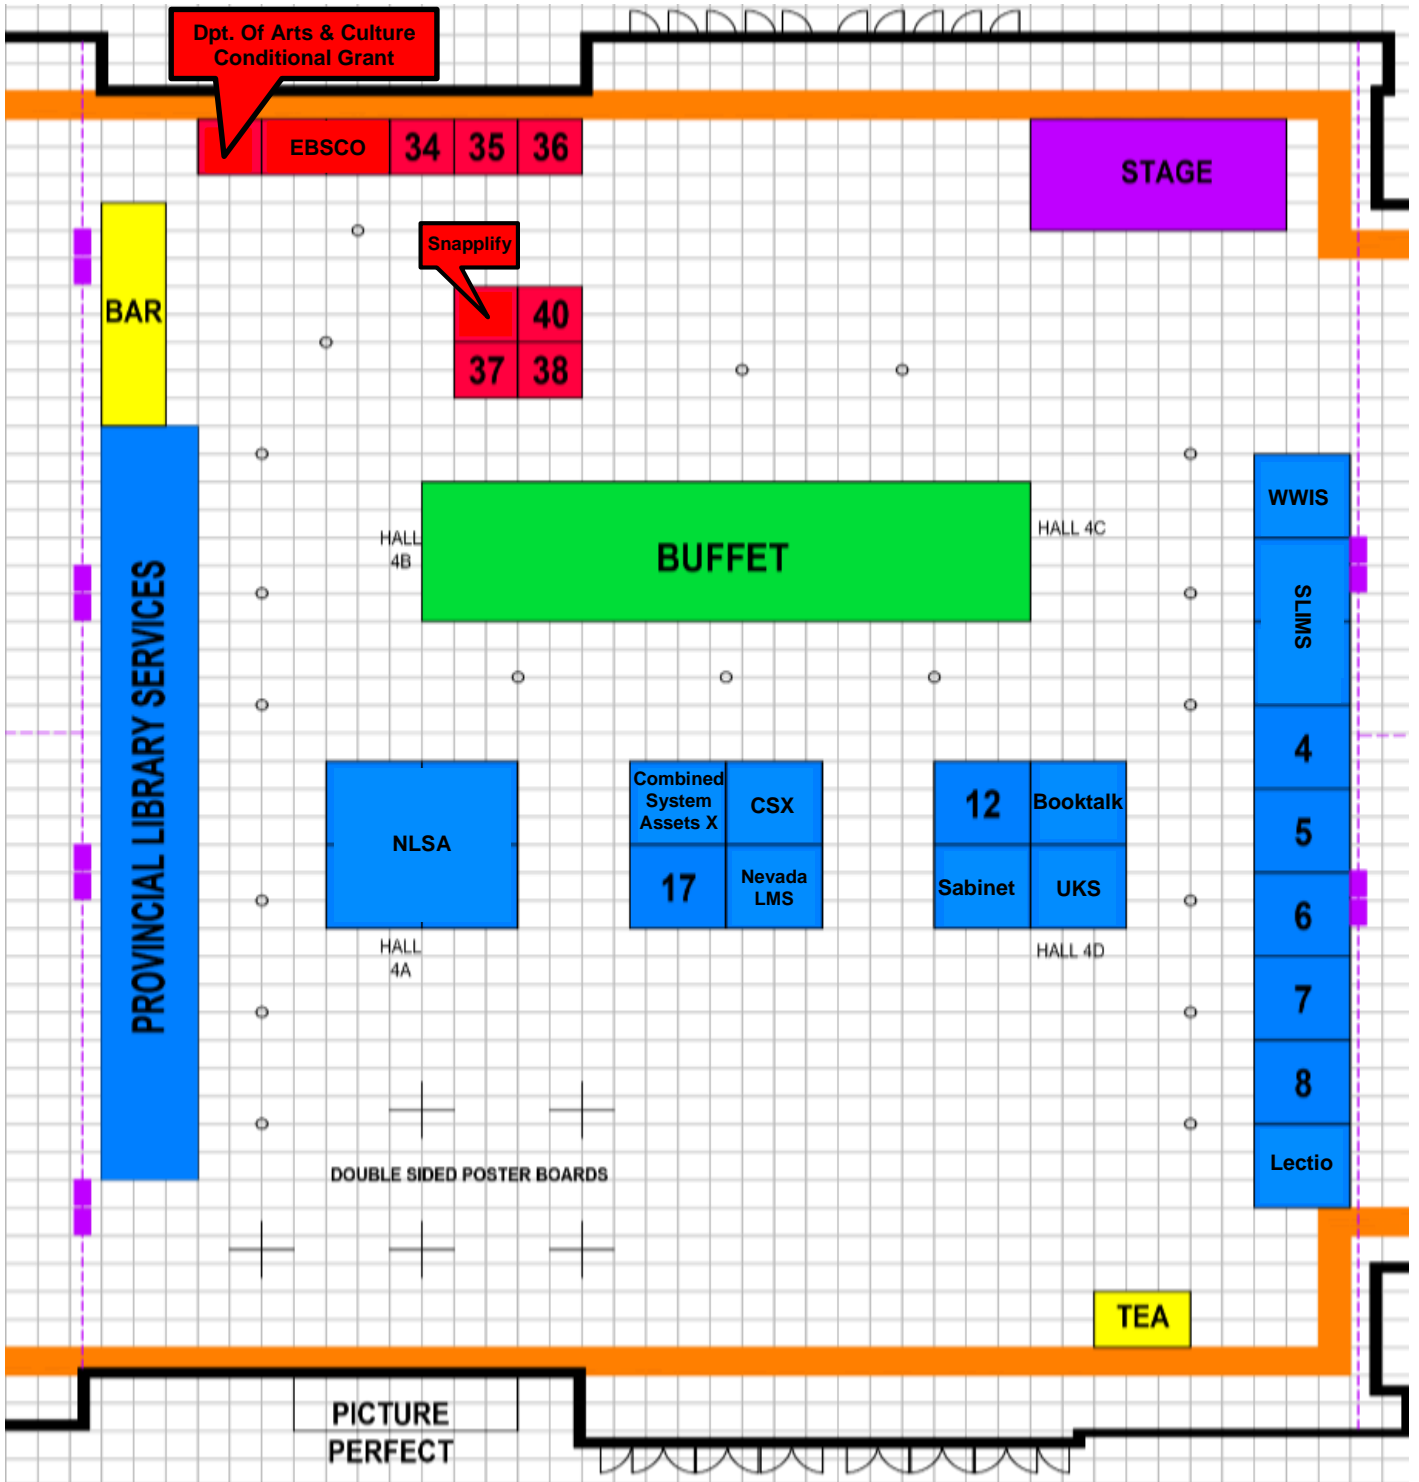 Dpt. Of Arts & Culture
Conditional Grant
EBSCO
34
35
36
STAGE
Snapplify
BAR
40
37
38
WWIS
HALL
4B
BUFFET
HALL 4C
SLIMS
PROVINCIAL LIBRARY SERVICES
4
Combined
System
Assets X
CSX
12
Booktalk
NLSA
5
17
Nevada
LMS
Sabinet
UKS
6
HALL
4A
HALL 4D
7
8
DOUBLE SIDED POSTER BOARDS
Lectio
TEA
PICTURE
PERFECT